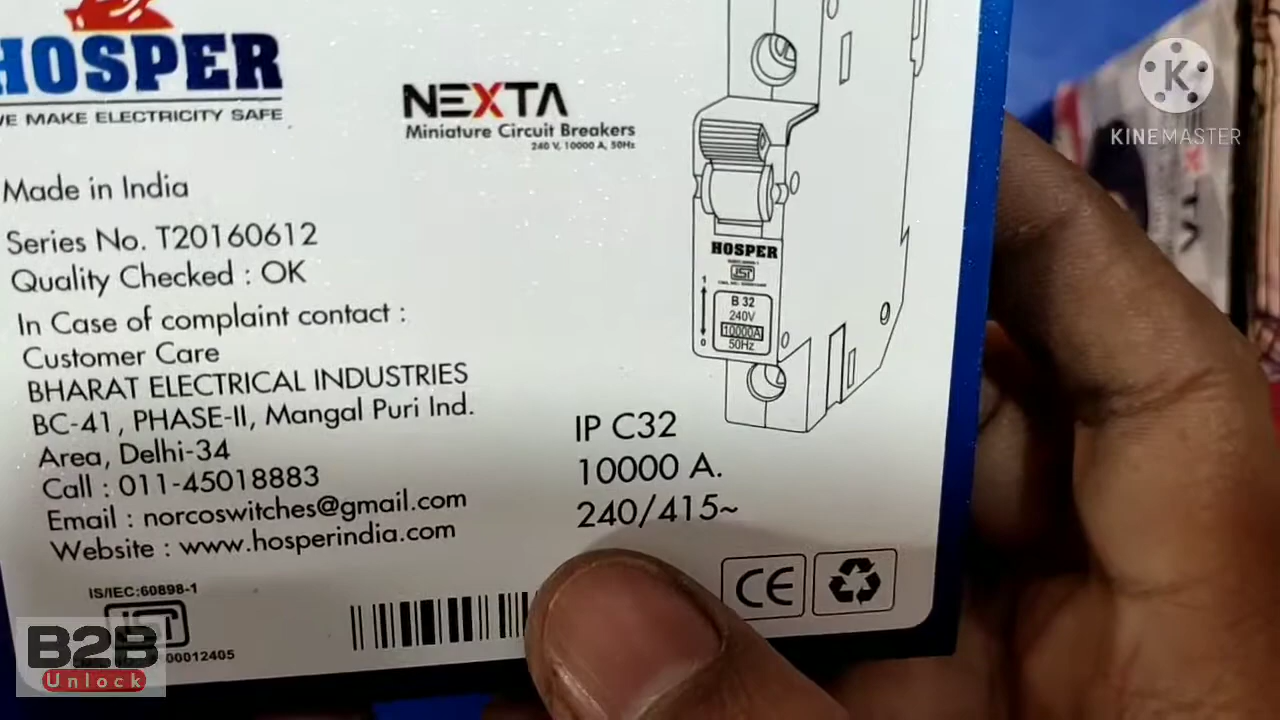 HOSPER
WE MAKE ELECTRICITY SAFE
NEXTA
Miniature Circuit Breakers
240 V, 10000 A, 50Hz
Made in India
Series No. T20160612
Quality Checked : OK
In Case of complaint contact :
Customer Care
BHARAT ELECTRICAL INDUSTRIES
BC-41, PHASE-II, Mangal Puri Ind.
Area, Delhi-34
Call : 011-45018883
Email : norcoswitches@gmail.com
Website : www.hosperindia.com
IS/IEC:60898-1
00012405
HOSPER
1
B 32
240V
10000A
50Hz
0
IP C32
10000 A.
240/415~
CE
K
KINEMASTER
B2B
Unlock